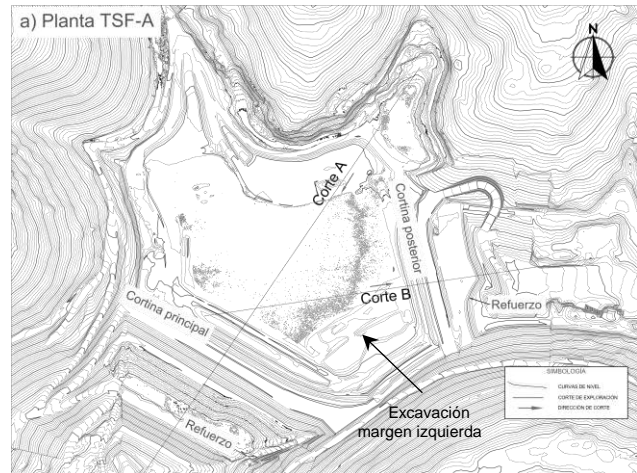 a) Planta TSF-A
N
Corte A
Cortina posterior
Corte B
Refuerzo
Cortina principal
Excavación
margen izquierda
Refuerzo
SIMBOLOGÍA
CURVAS DE NIVEL
CORTE DE EXPLORACIÓN
DIRECCIÓN DE CORTE